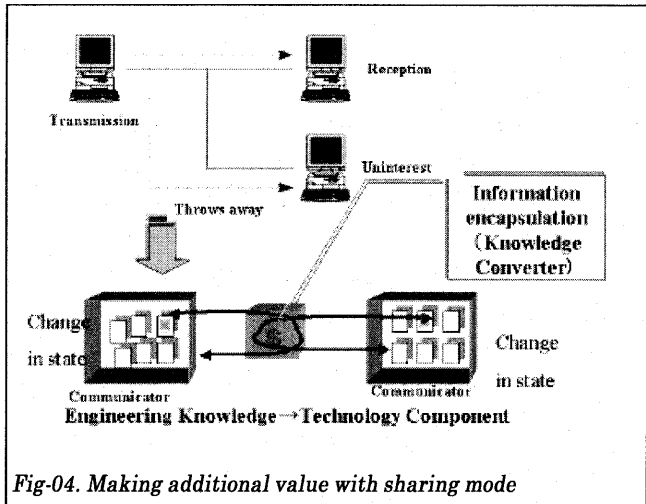 Reception
Transmission
Uninterest
Throws away
Information
encapsulation
(Knowledge
Converter)
Change
in state
$
Change
in state
Communicator
Communicator
Engineering Knowledge→Technology Component
Fig-04. Making additional value with sharing mode